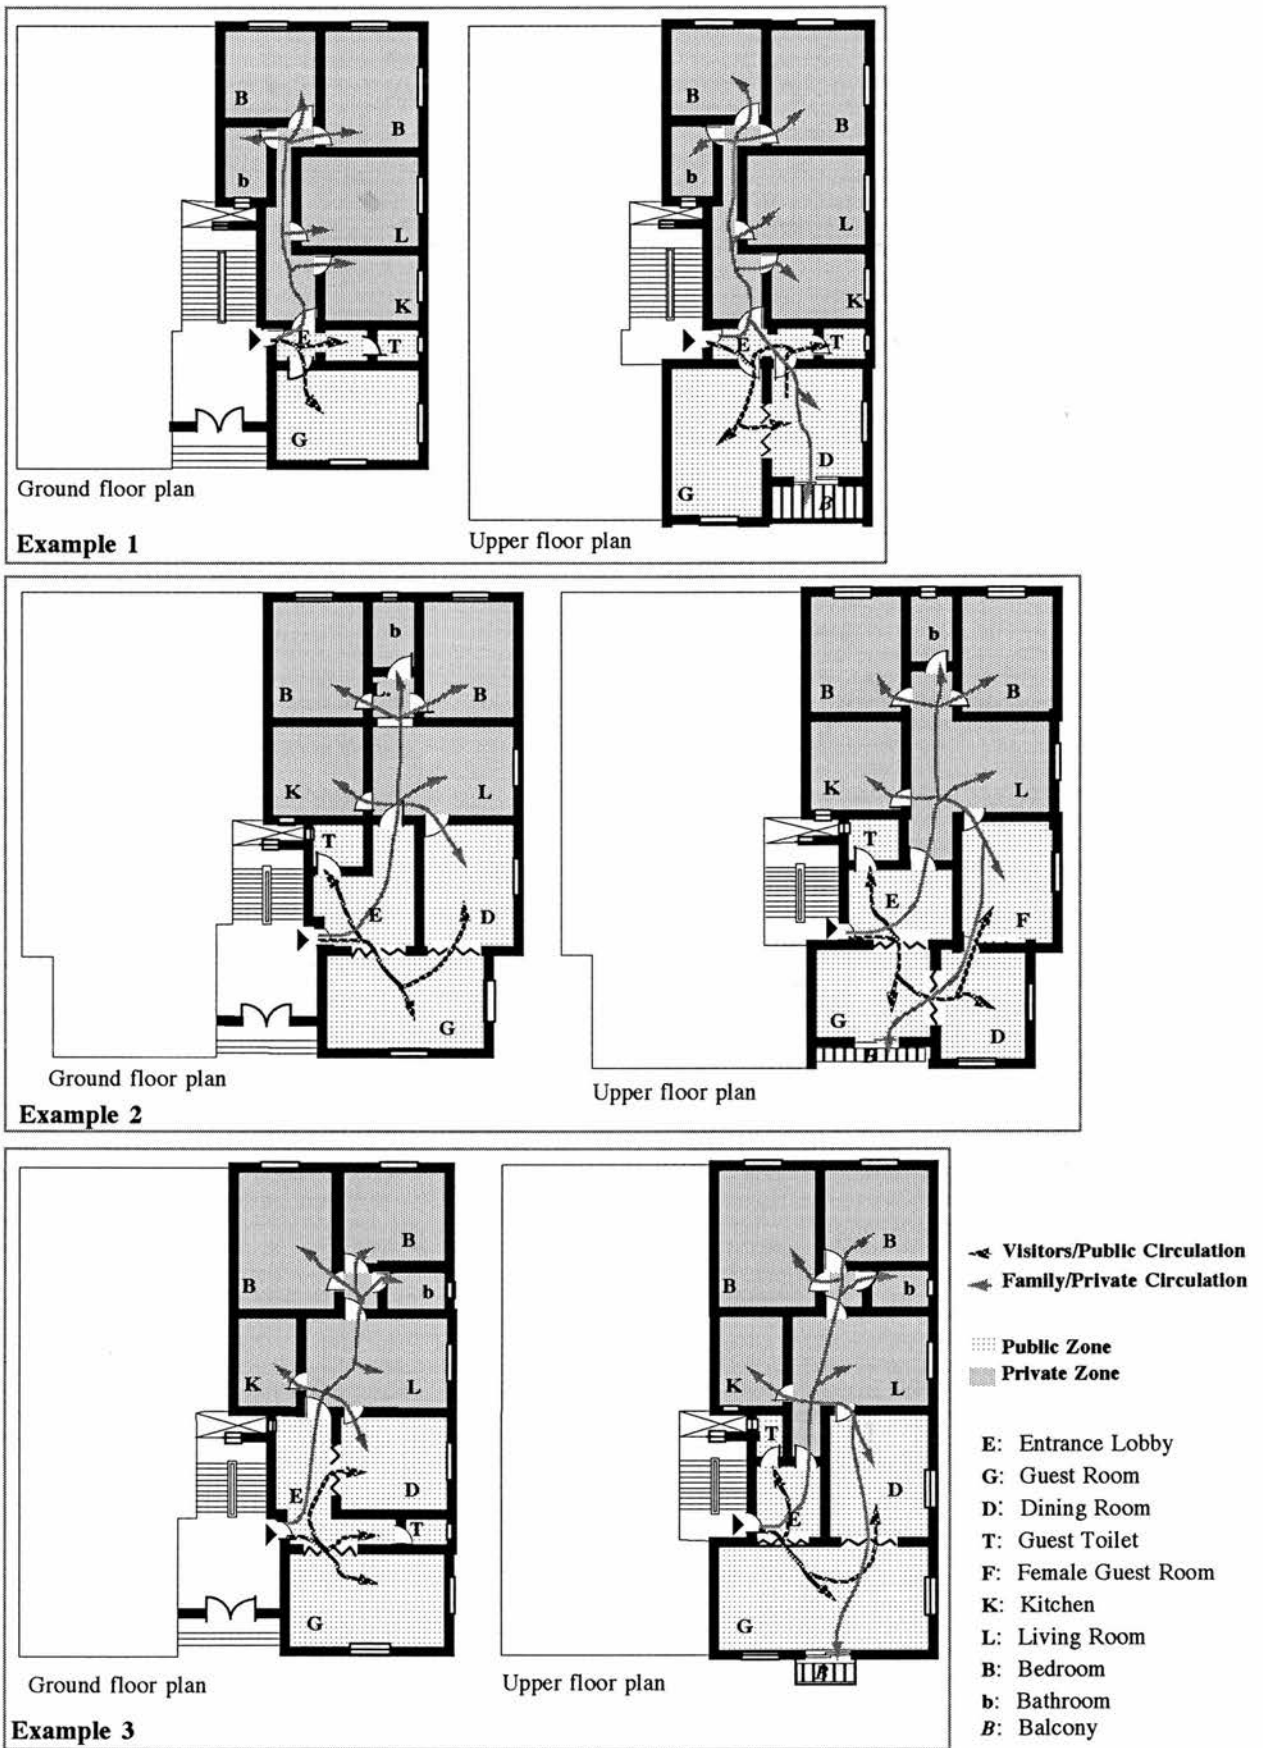 B
B
b
L
K
E
T
G
Ground floor plan
B
B
b
L
K
E
T
G
D
B
Upper floor plan
Example 1
b
B
L.
B
K
L
T
E
D
G
Ground floor plan
b
B
B
K
L
T
E
F
G
D
B
Upper floor plan
Example 2
B
B
b
K
L
E
D
T
G
Ground floor plan
B
B
b
K
L
T
D
E
G
B
Upper floor plan
Example 3
Visitors/Public Circulation
Family/Private Circulation
Public Zone
Private Zone
E: Entrance Lobby
G: Guest Room
D: Dining Room
T: Guest Toilet
F: Female Guest Room
K: Kitchen
L: Living Room
B: Bedroom
b: Bathroom
B: Balcony